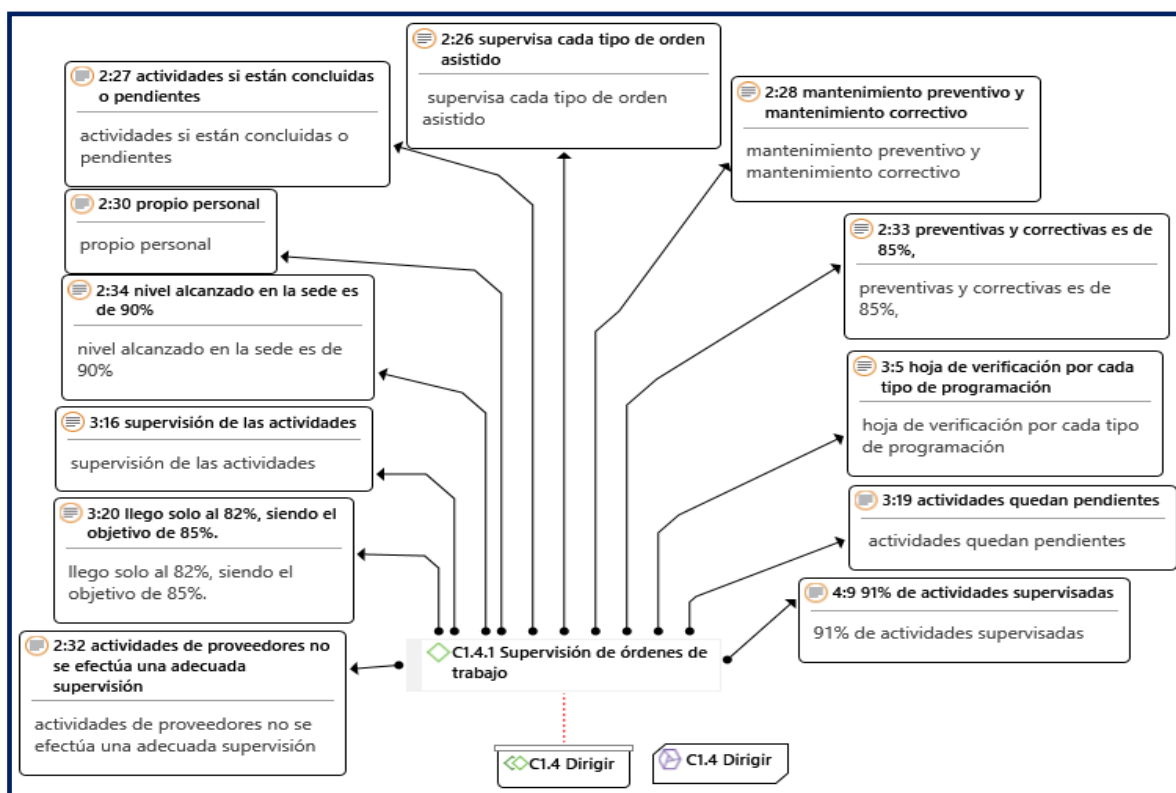 2:26 supervisa cada tipo de orden
asistido
supervisa cada tipo de orden
asistido
2:27 actividades si están concluidas
o pendientes
actividades si están concluidas o
pendientes
2:28 mantenimiento preventivo y
mantenimiento correctivo
mantenimiento preventivo y
mantenimiento correctivo
2:30 propio personal
propio personal
2:33 preventivas y correctivas es de
85%,
preventivas y correctivas es de
85%,
2:34 nivel alcanzado en la sede es
de 90%
nivel alcanzado en la sede es de
90%
3:5 hoja de verificación por cada
tipo de programación
hoja de verificación por cada tipo
de programación
3:16 supervisión de las actividades
supervisión de las actividades
3:19 actividades quedan pendientes
actividades quedan pendientes
3:20 llego solo al 82%, siendo el
objetivo de 85%.
llego solo al 82%, siendo el
objetivo de 85%.
4:9 91% de actividades supervisadas
91% de actividades supervisadas
2:32 actividades de proveedores no
se efectúa una adecuada
supervisión
actividades de proveedores no se
efectúa una adecuada supervisión
C1.4.1 Supervisión de órdenes de
trabajo
C1.4 Dirigir
C1.4 Dirigir